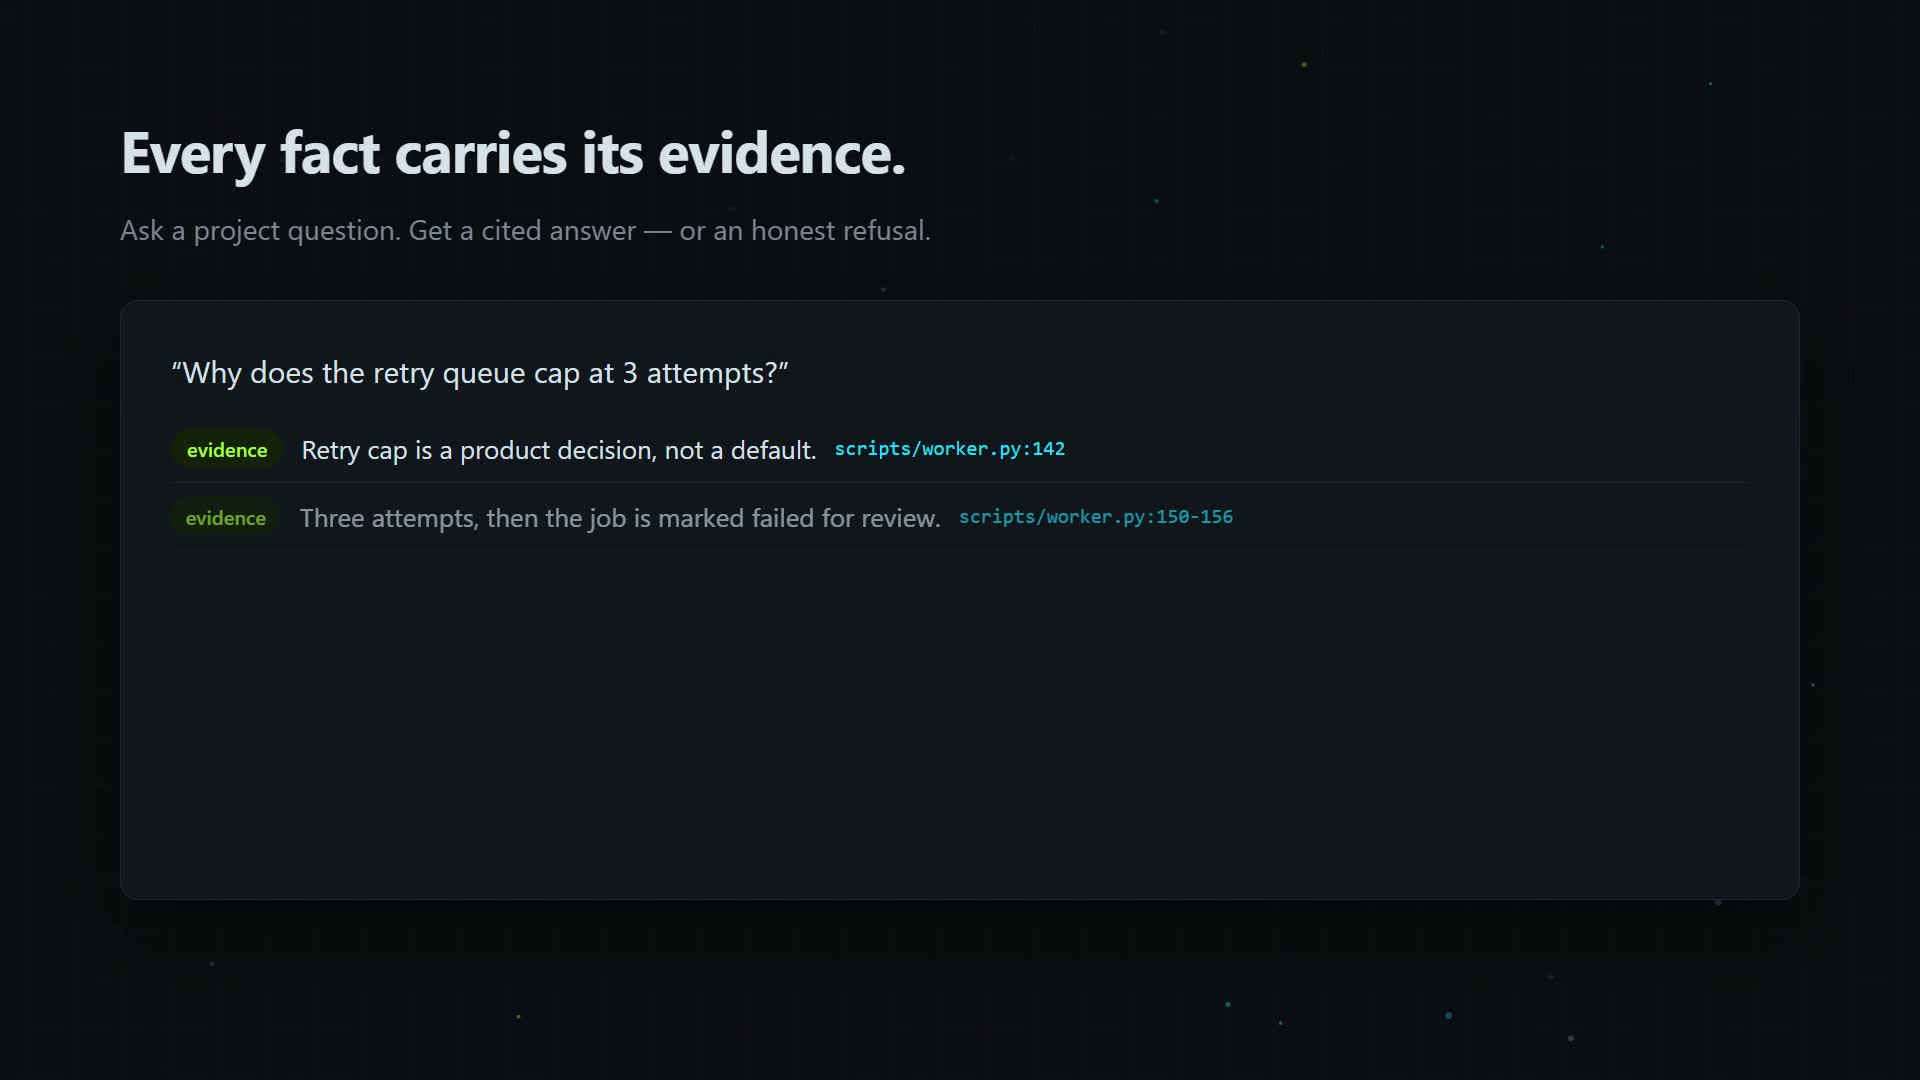 Every fact carries its evidence.
Ask a project question. Get a cited answer — or an honest refusal.
“Why does the retry queue cap at 3 attempts?”
evidence Retry cap is a product decision, not a default. scripts/worker.py:142
evidence Three attempts, then the job is marked failed for review. scripts/worker.py:150-156